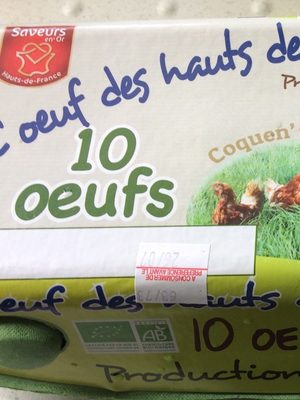 Saveurs
en'Or
Hauts-de-France
oeuf des hauts de
Pr
Coquen'
10
oeufs
A CONSOMMER DE
PREFERENCE AVANT LE
oeuf des hauts
AB
10 OE
Production